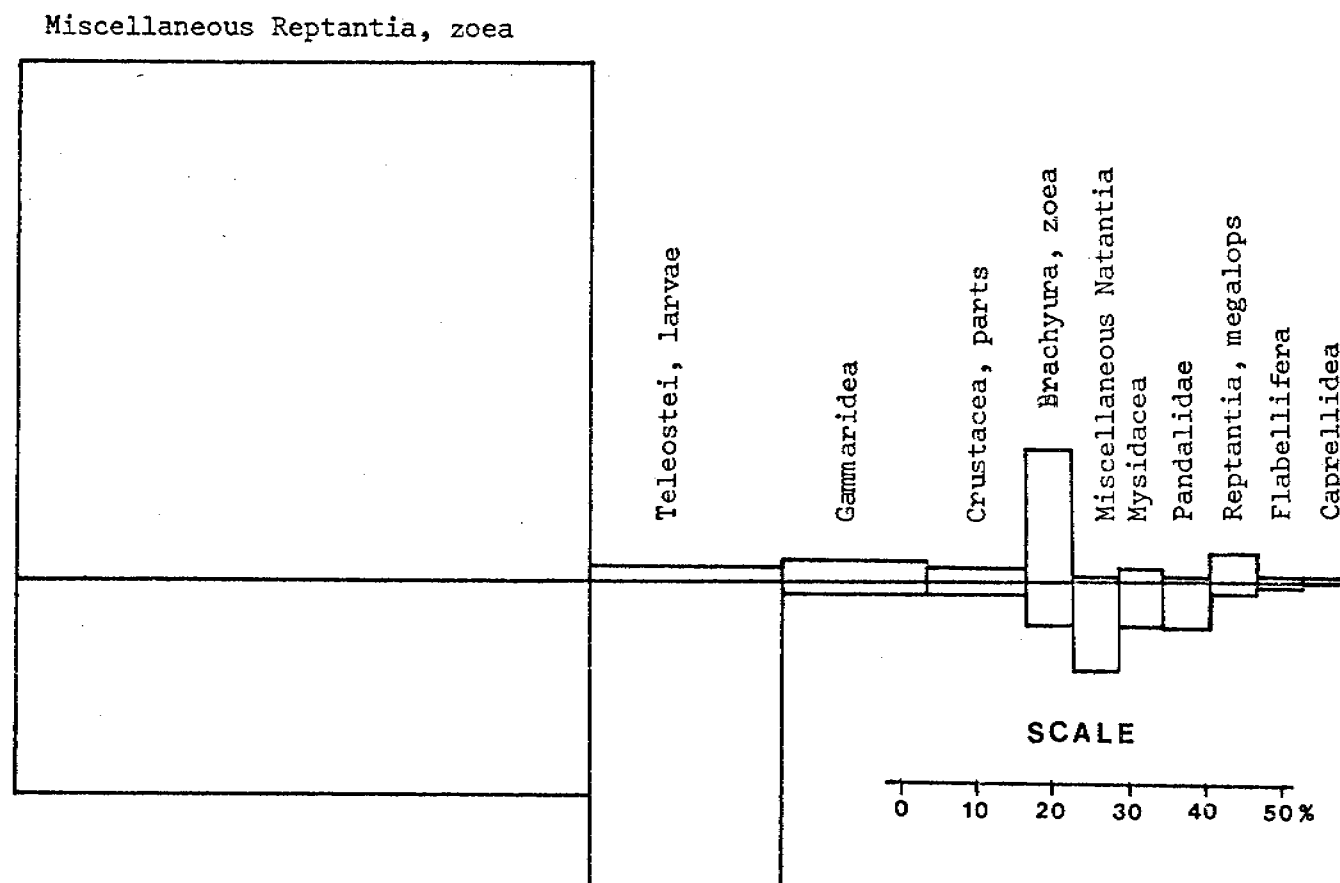 Miscellaneous Reptantia, zoea
Teleostei, larvae
Gammaridea
Crustacea, parts
Brachyura, zoea
Miscellaneous Natantia
Mysidacea
Pandalidae
Reptantia, megalops
Flabellifera
Caprellidea
SCALE
0 10 20 30 40 50%